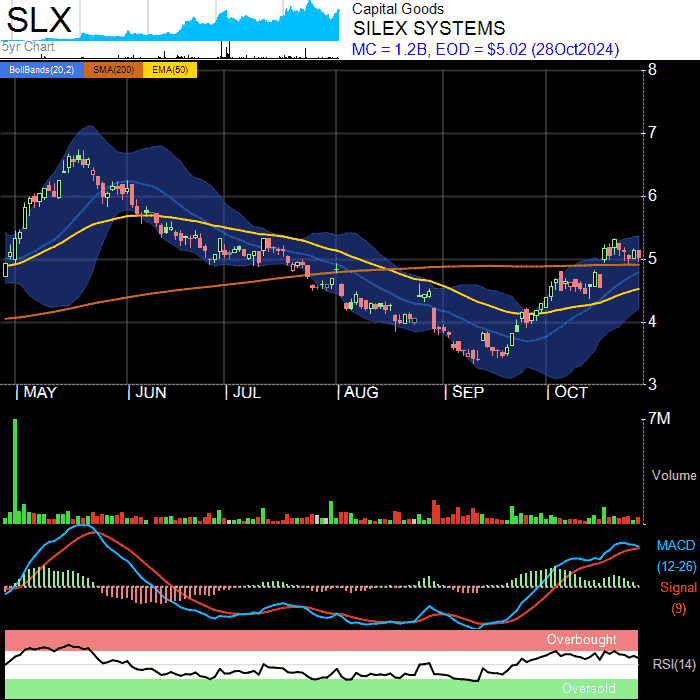 SLX
5yr Chart
Capital Goods
SILEX SYSTEMS
MC = 1.2B, EOD = $5.02 (28Oct2024)
BollBands(20,2) SMA(200) EMA(50)
8
7
6
5
4
3
MAY JUN JUL AUG SEP OCT
7M
Volume
MACD
(12-26)
Signal
(9)
Overbought
RSI(14)
Oversold